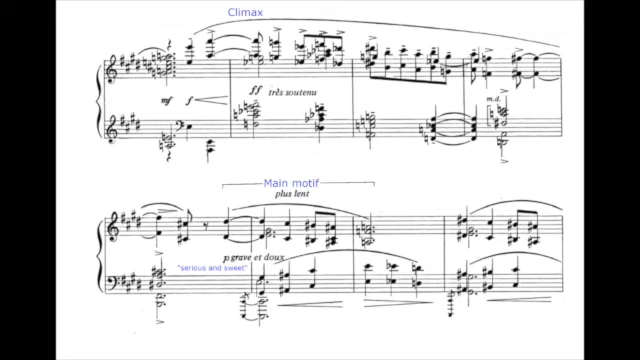 Climax
mf f
ff très soutenu
m.d.
Main motif
plus lent
p grave et doux
"serious and sweet"